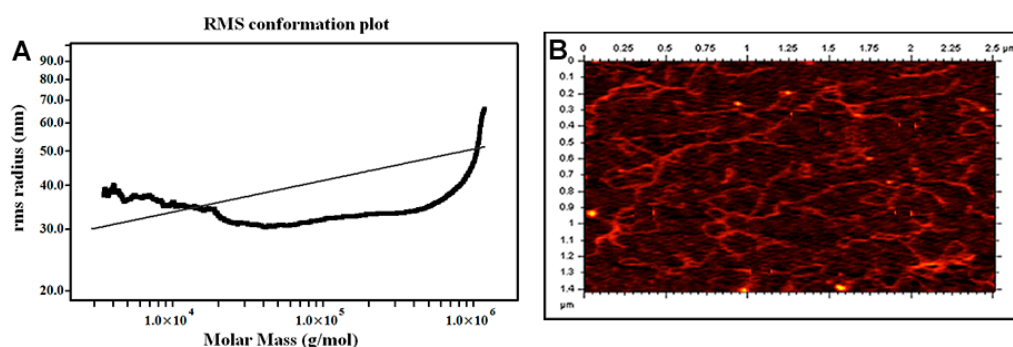 RMS conformation plot
A
90.0
70.0
60.0
50.0
40.0
30.0
20.0
rms radius (nm)
1.0×10⁴ 1.0×10⁵ 1.0×10⁶
Molar Mass (g/mol)
B
0 0.25 0.5 0.75 1 1.25 1.5 1.75 2 2.25 2.5 µm
0
0.1
0.2
0.3
0.4
0.5
0.6
0.7
0.8
0.9
1
1.1
1.2
1.3
1.4
µm